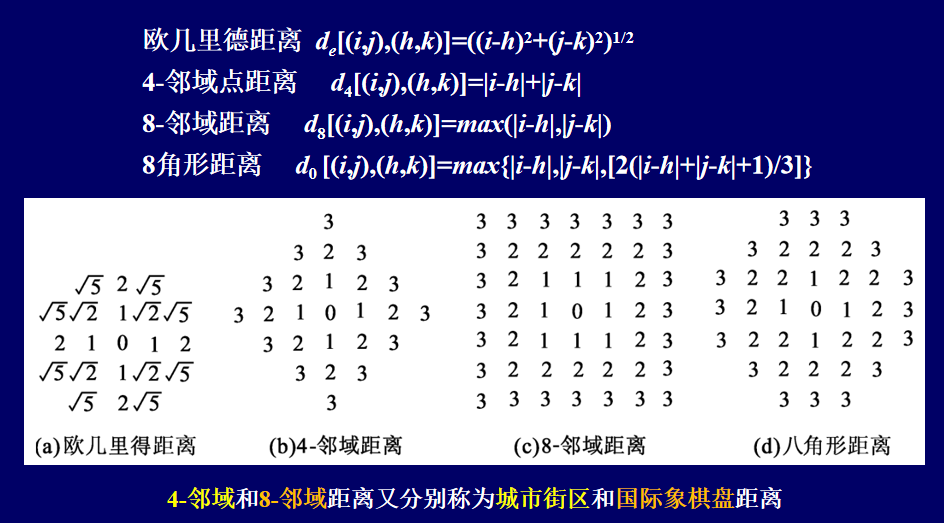 欧几里德距离 dₑ[(i,j),(h,k)]=((i-h)²+(j-k)²)¹/²
4-邻域点距离 d₄[(i,j),(h,k)]=|i-h|+|j-k|
8-邻域距离 d₈[(i,j),(h,k)]=max(|i-h|,|j-k|)
8角形距离 d₀ [(i,j),(h,k)]=max{|i-h|,|j-k|,[2(|i-h|+|j-k|+1)/3]}
√5 2 √5
√5 √2 1 √2 √5
2 1 0 1 2
√5 √2 1 √2 √5
√5 2 √5
(a)欧几里得距离
3
3 2 3
3 2 1 2 3
3 2 1 0 1 2 3
3 2 1 2 3
3 2 3
3
(b)4-邻域距离
3 3 3 3 3 3 3
3 2 2 2 2 2 3
3 2 1 1 1 2 3
3 2 1 0 1 2 3
3 2 1 1 1 2 3
3 2 2 2 2 2 3
3 3 3 3 3 3 3
(c)8-邻域距离
3 3 3
3 2 2 2 3
3 2 2 1 2 2 3
3 2 1 0 1 2 3
3 2 2 1 2 2 3
3 2 2 2 3
3 3 3
(d)八角形距离
4-邻域和8-邻域距离又分别称为城市街区和国际象棋盘距离